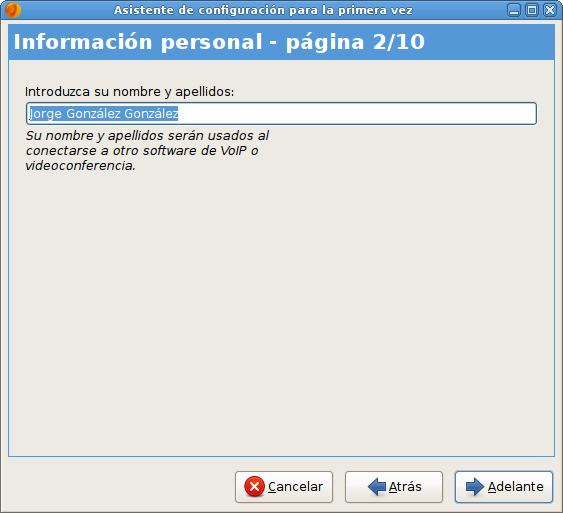 Asistente de configuración para la primera vez
Información personal - página 2/10
Introduzca su nombre y apellidos:
Jorge González González
Su nombre y apellidos serán usados al
conectarse a otro software de VoIP o
videoconferencia.
Cancelar
Atrás
Adelante